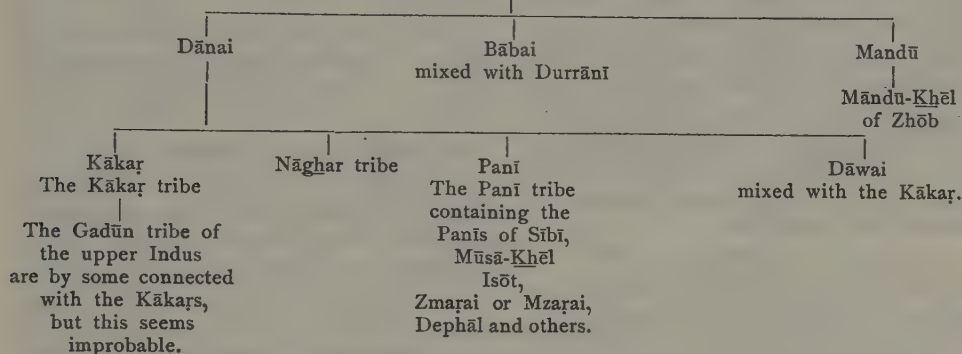 Dānai
Bābai
mixed with Durrānī
Mandū
Māndu-Khēl
of Zhōb
Kākaṛ
The Kākaṛ tribe
The Gadūn tribe of
the upper Indus
are by some connected
with the Kākaṛs,
but this seems
improbable.
Nāghar tribe
Panī
The Panī tribe
containing the
Panīs of Sībī,
Mūsā-Khēl
Isōt,
Zmaṛai or Mzaṛai,
Dephāl and others.
Dāwai
mixed with the Kākaṛ.